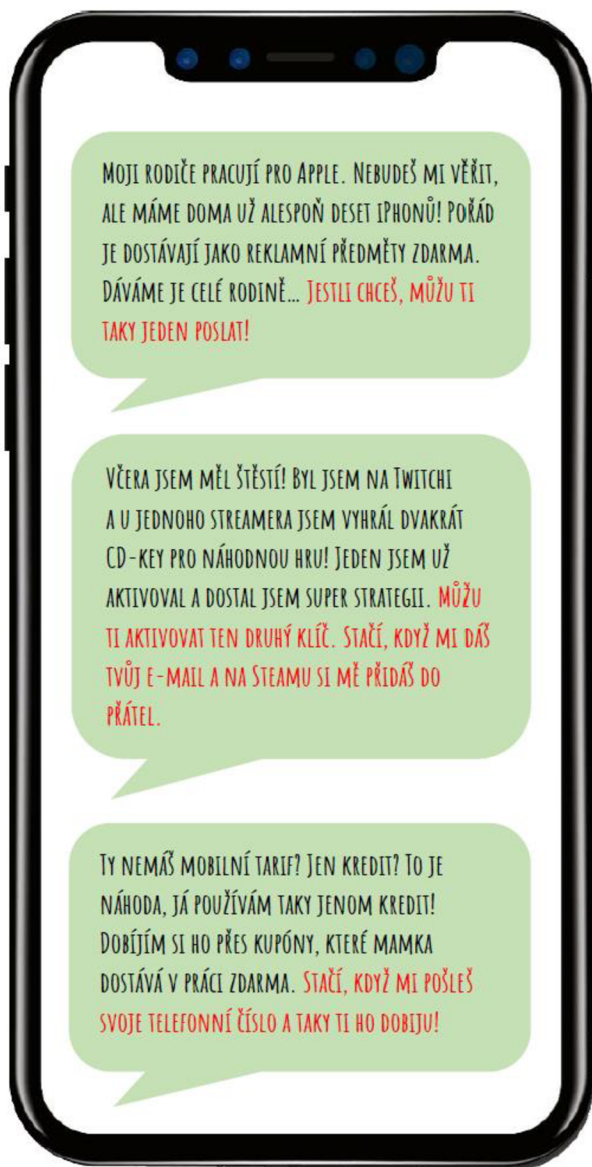 Moji rodiče pracují pro Apple. Nebudeš mi věřit,
ale máme doma už alespoň deset iPhonů! Pořád
je dostávají jako reklamní předměty zdarma.
Dáváme je celé rodině… Jestli chceš, můžu ti
taky jeden poslat!
Včera jsem měl štěstí! Byl jsem na Twitchi
a u jednoho streamera jsem vyhrál dvakrát
CD-key pro náhodnou hru! Jeden jsem už
aktivoval a dostal jsem super strategii. Můžu
ti aktivovat ten druhý klíč. Stačí, když mi dáš
tvůj e-mail a na Steamu si mě přidáš do
přátel.
Ty nemáš mobilní tarif? Jen kredit? To je
náhoda, já používám taky jenom kredit!
Dobíjím si ho přes kupóny, které mamka
dostává v práci zdarma. Stačí, když mi pošleš
svoje telefonní číslo a taky ti ho dobiju!